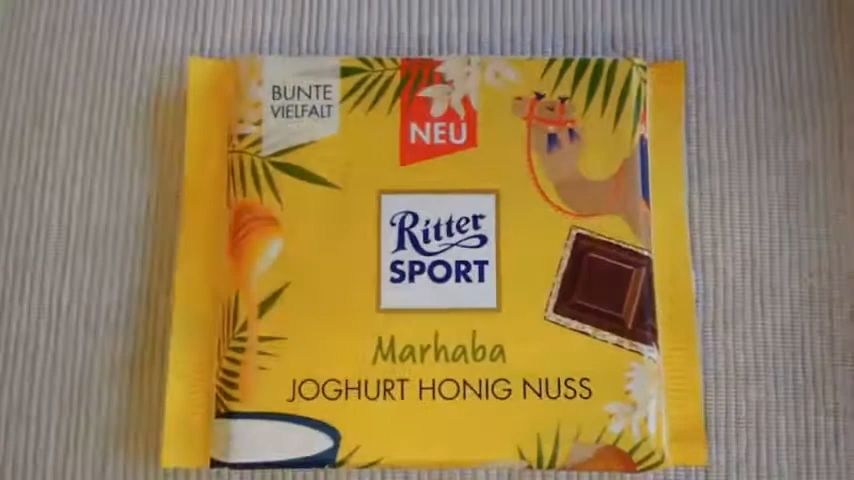 BUNTE
VIELFALT
NEU
Ritter
SPORT
Marhaba
JOGHURT HONIG NUSS